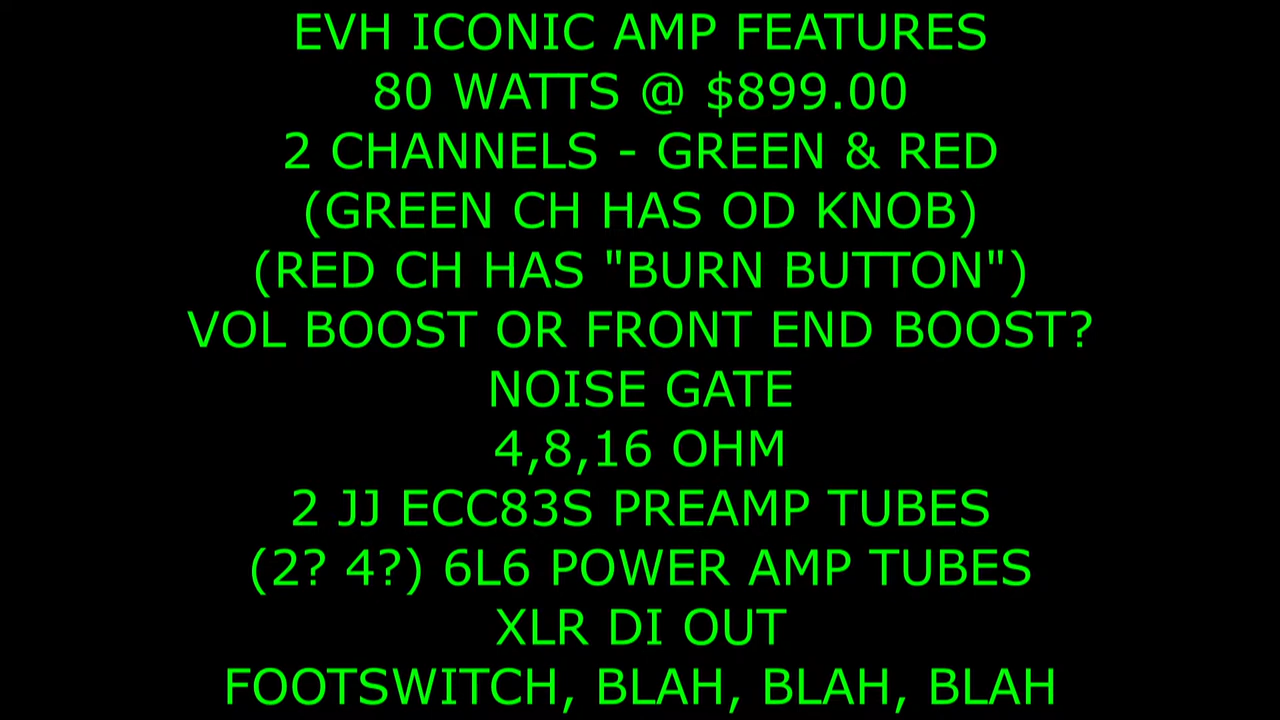 EVH ICONIC AMP FEATURES
80 WATTS @ $899.00
2 CHANNELS - GREEN & RED
(GREEN CH HAS OD KNOB)
(RED CH HAS "BURN BUTTON")
VOL BOOST OR FRONT END BOOST?
NOISE GATE
4,8,16 OHM
2 JJ ECC83S PREAMP TUBES
(2? 4?) 6L6 POWER AMP TUBES
XLR DI OUT
FOOTSWITCH, BLAH, BLAH, BLAH